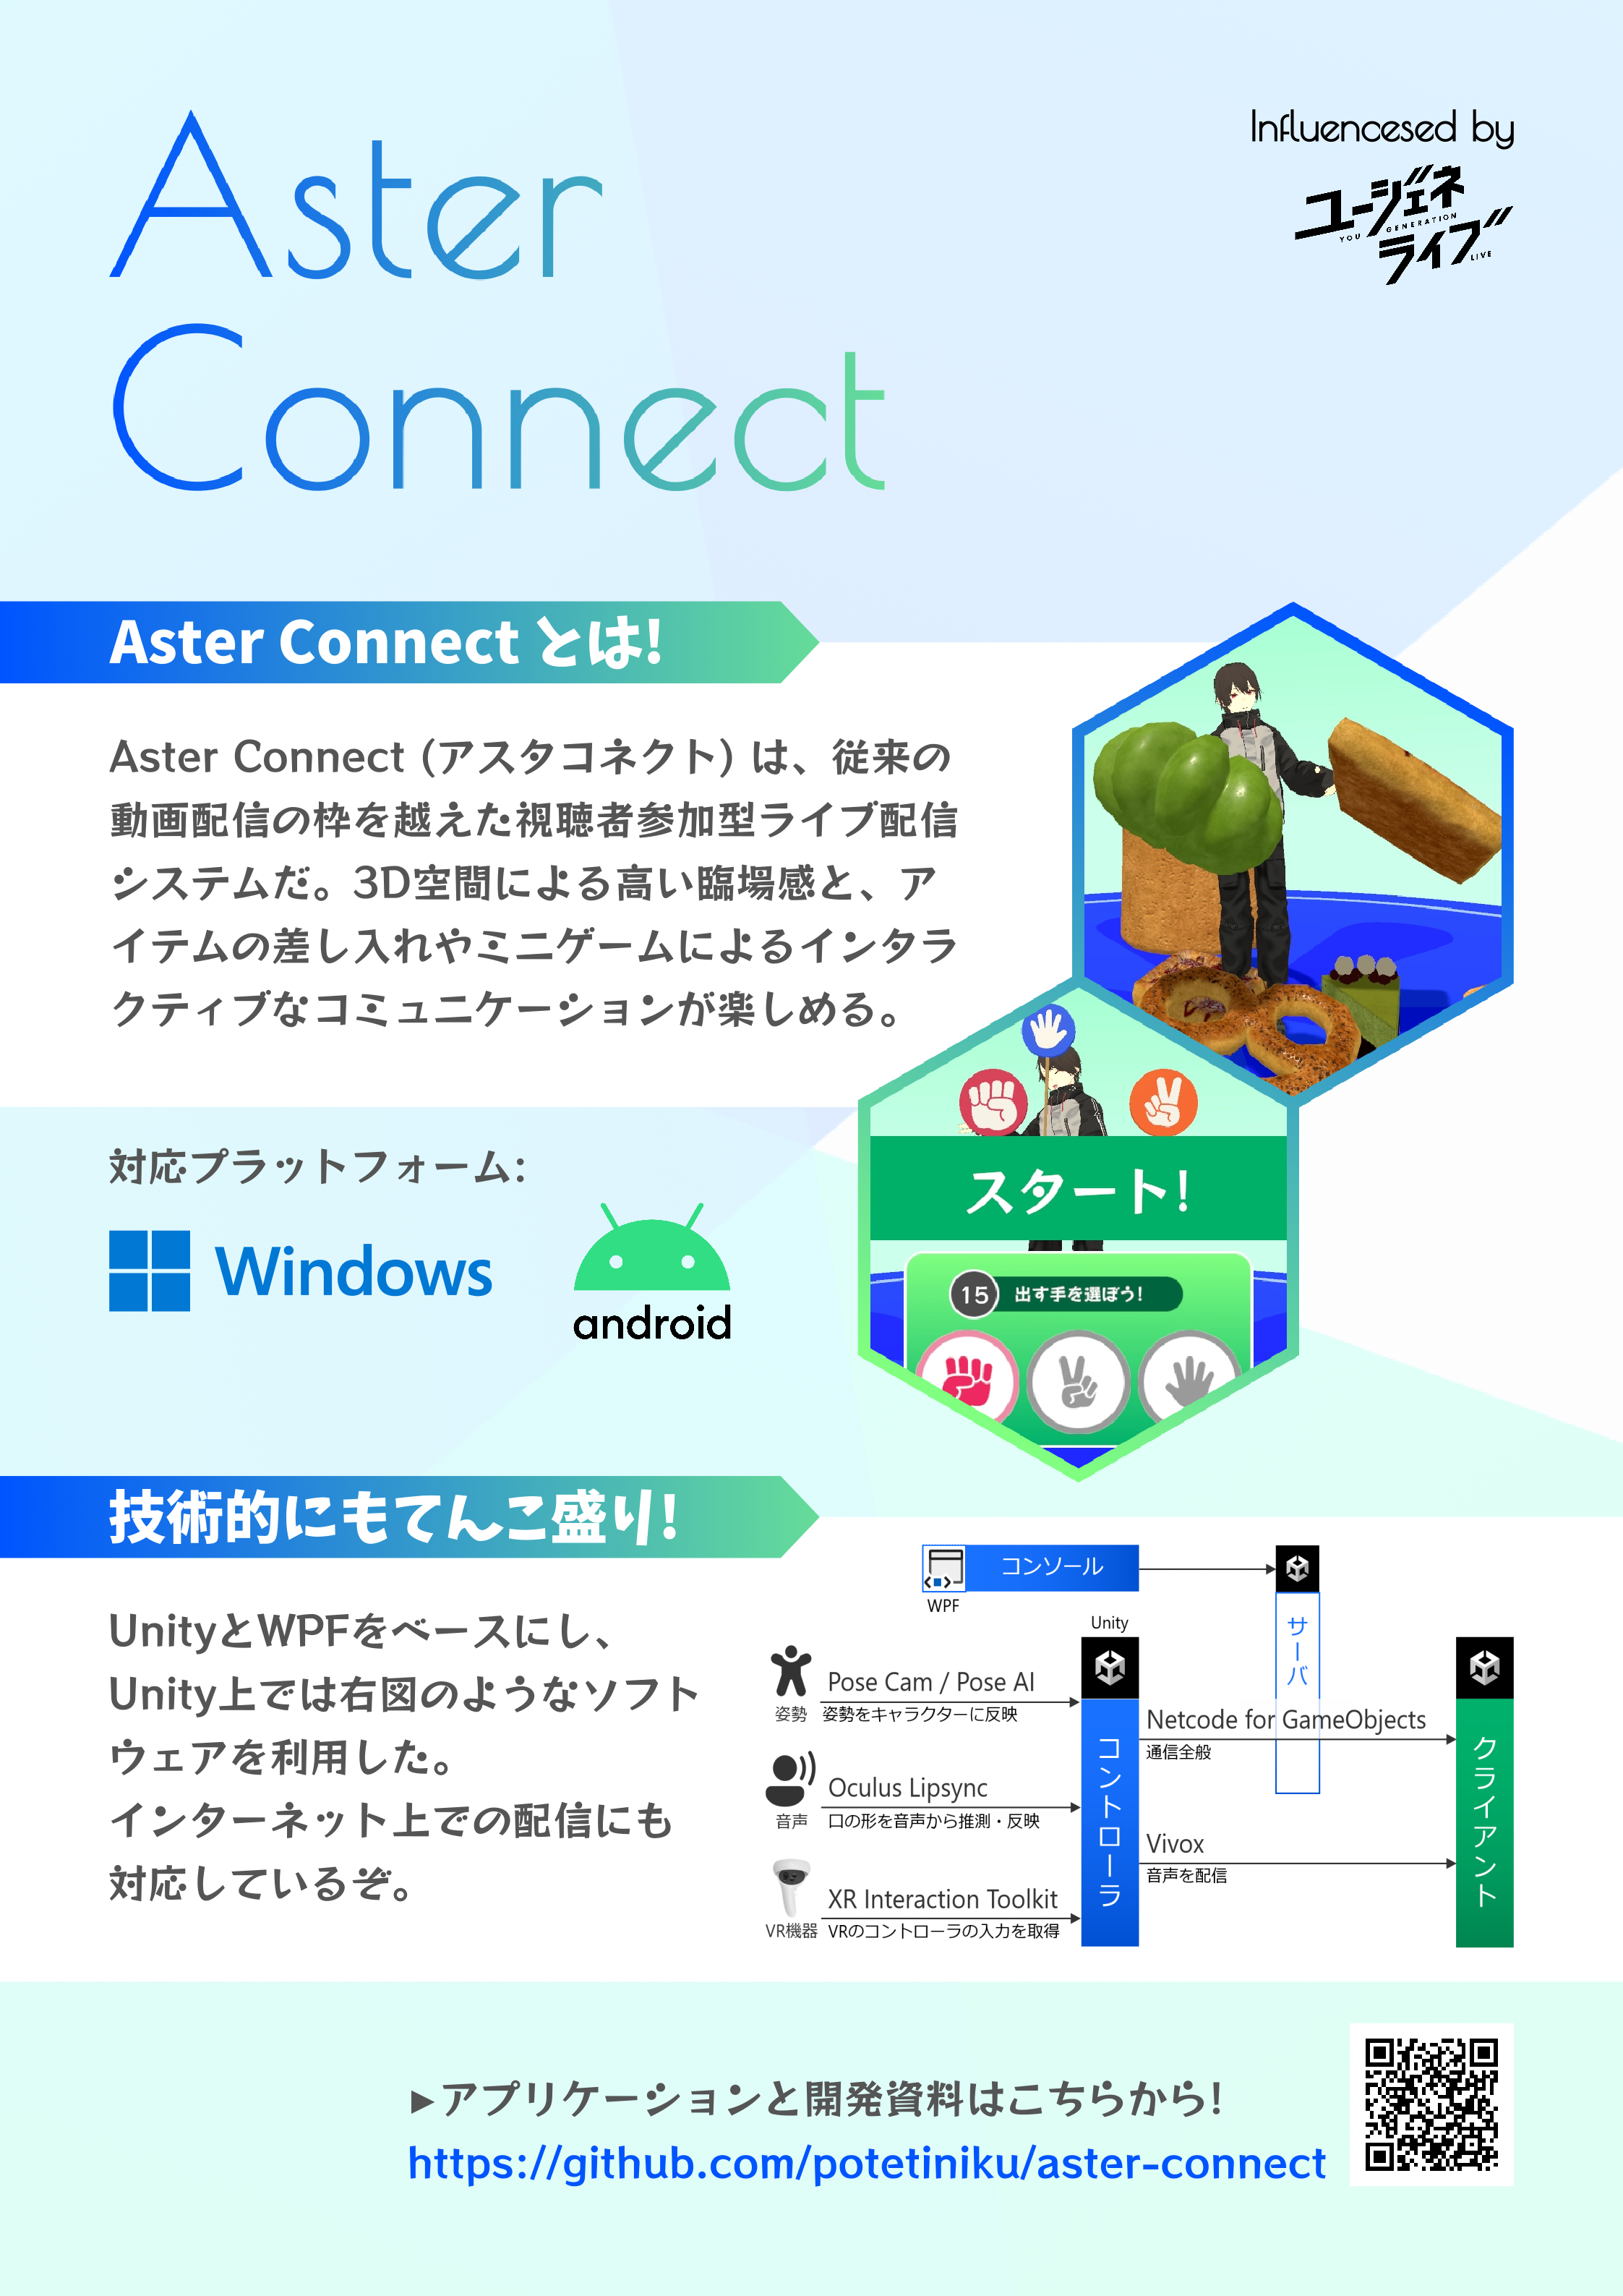 Aster
Connect
Influencesed by
ユージェネ
YOU GENERATION
ライブ
LIVE
Aster Connect とは!
Aster Connect (アスタコネクト) は、従来の
動画配信の枠を越えた視聴者参加型ライブ配信
システムだ。3D空間による高い臨場感と、ア
イテムの差し入れやミニゲームによるインタラ
クティブなコミュニケーションが楽しめる。
スタート!
15 出す手を選ぼう!
対応プラットフォーム:
Windows
android
技術的にもてんこ盛り!
UnityとWPFをベースにし、
Unity上では右図のようなソフト
ウェアを利用した。
インターネット上での配信にも
対応しているぞ。
コンソール
WPF
Unity
サーバ
Pose Cam / Pose AI
姿勢 姿勢をキャラクターに反映
Oculus Lipsync
音声 口の形を音声から推測・反映
XR Interaction Toolkit
VR機器 VRのコントローラの入力を取得
コントローラ
Netcode for GameObjects
通信全般
Vivox
音声を配信
クライアント
▶アプリケーションと開発資料はこちらから!
https://github.com/potetiniku/aster-connect